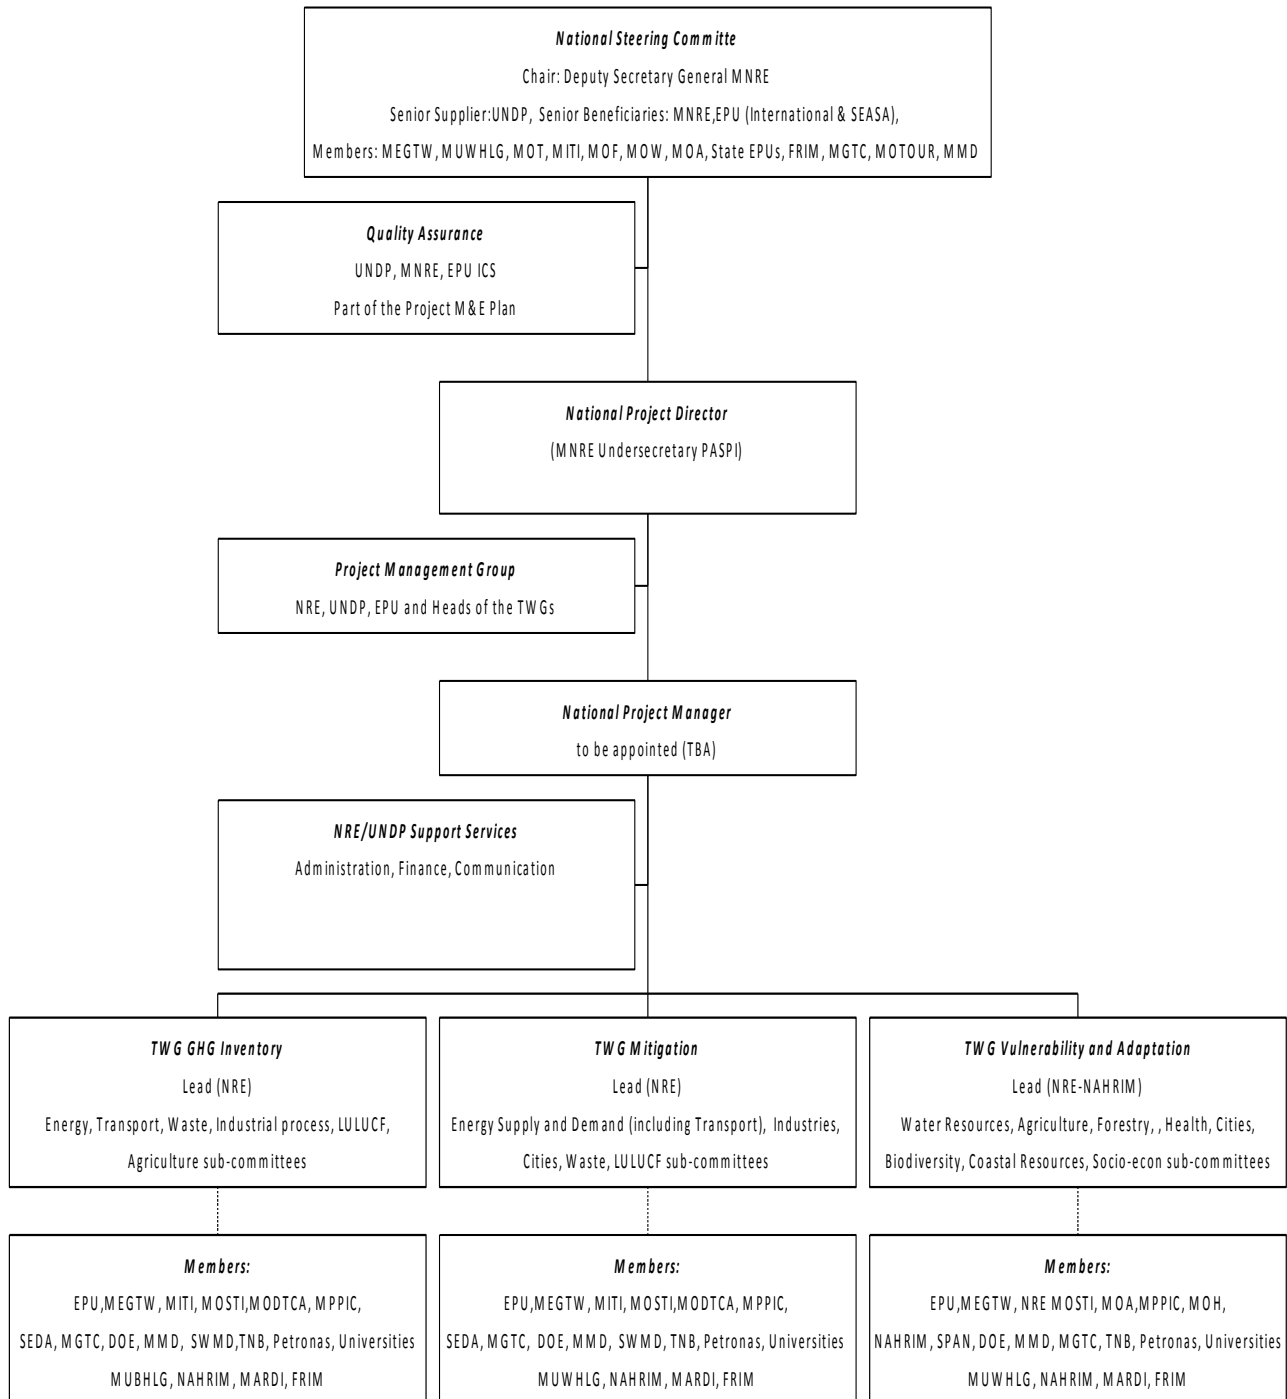 National Steering Committe
Chair: Deputy Secretary General MNRE
Senior Supplier:UNDP, Senior Beneficiaries: MNRE,EPU (International & SEASA),
Members: MEGTW, MUWHLG, MOT, MITI, MOF, MOW, MOA, State EPUs, FRIM, MGTC, MOTOUR, MMD
Quality Assurance
UNDP, MNRE, EPU ICS
Part of the Project M&E Plan
National Project Director
(MNRE Undersecretary PASPI)
Project Management Group
NRE, UNDP, EPU and Heads of the TWGs
National Project Manager
to be appointed (TBA)
NRE/UNDP Support Services
Administration, Finance, Communication
TWG GHG Inventory
Lead (NRE)
Energy, Transport, Waste, Industrial process, LULUCF,
Agriculture sub-committees
TWG Mitigation
Lead (NRE)
Energy Supply and Demand (including Transport), Industries,
Cities, Waste, LULUCF sub-committees
TWG Vulnerability and Adaptation
Lead (NRE-NAHRIM)
Water Resources, Agriculture, Forestry, , Health, Cities,
Biodiversity, Coastal Resources, Socio-econ sub-committees
Members:
EPU,MEGTW, MITI, MOSTI,MODTCA, MPPIC,
SEDA, MGTC, DOE, MMD, SWMD,TNB, Petronas, Universities
MUBHLG, NAHRIM, MARDI, FRIM
Members:
EPU,MEGTW, MITI, MOSTI,MODTCA, MPPIC,
SEDA, MGTC, DOE, MMD, SWMD, TNB, Petronas, Universities
MUWHLG, NAHRIM, MARDI, FRIM
Members:
EPU,MEGTW, NRE MOSTI, MOA,MPPIC, MOH,
NAHRIM, SPAN, DOE, MMD, MGTC, TNB, Petronas, Universities
MUWHLG, NAHRIM, MARDI, FRIM